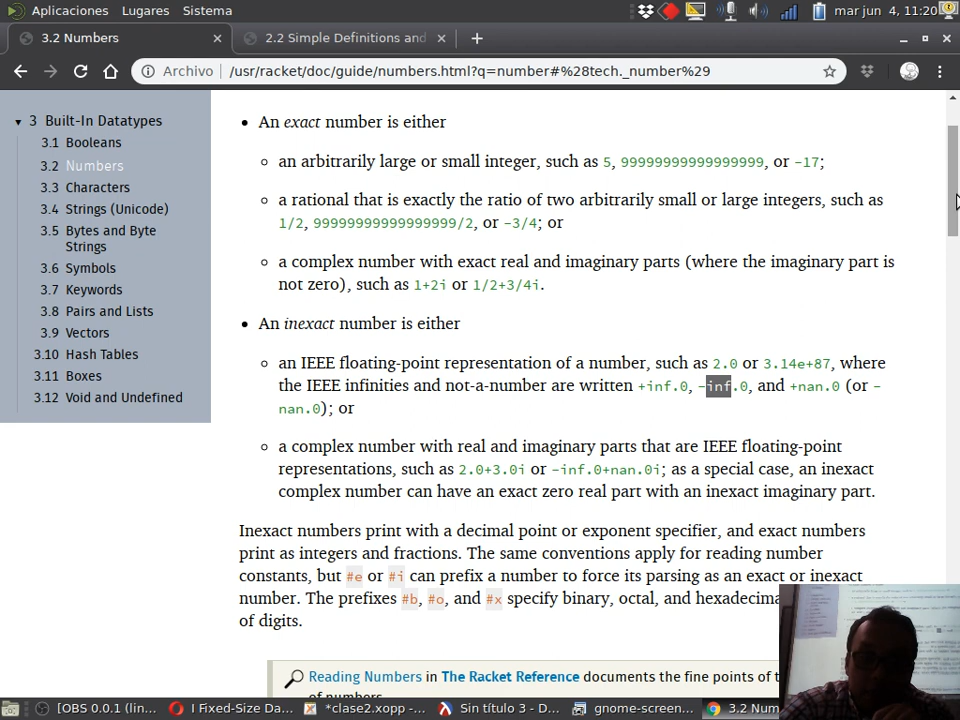 Aplicaciones Lugares Sistema mar jun 4, 11:20
3.2 Numbers 2.2 Simple Definitions and
Archivo /usr/racket/doc/guide/numbers.html?q=number#%28tech._number%29
3 Built-In Datatypes
3.1 Booleans
3.2 Numbers
3.3 Characters
3.4 Strings (Unicode)
3.5 Bytes and Byte
Strings
3.6 Symbols
3.7 Keywords
3.8 Pairs and Lists
3.9 Vectors
3.10 Hash Tables
3.11 Boxes
3.12 Void and Undefined
An exact number is either
an arbitrarily large or small integer, such as 5, 99999999999999999, or -17;
a rational that is exactly the ratio of two arbitrarily small or large integers, such as
1/2, 99999999999999999/2, or -3/4; or
a complex number with exact real and imaginary parts (where the imaginary part is
not zero), such as 1+2i or 1/2+3/4i.
An inexact number is either
an IEEE floating-point representation of a number, such as 2.0 or 3.14e+87, where
the IEEE infinities and not-a-number are written +inf.0, -inf.0, and +nan.0 (or -
nan.0); or
a complex number with real and imaginary parts that are IEEE floating-point
representations, such as 2.0+3.0i or -inf.0+nan.0i; as a special case, an inexact
complex number can have an exact zero real part with an inexact imaginary part.
Inexact numbers print with a decimal point or exponent specifier, and exact numbers
print as integers and fractions. The same conventions apply for reading number
constants, but #e or #i can prefix a number to force its parsing as an exact or inexact
number. The prefixes #b, #o, and #x specify binary, octal, and hexadecima
of digits.
Reading Numbers in The Racket Reference documents the fine points of t
of numbers
[OBS 0.0.1 (lin... I Fixed-Size Da... *clase2.xopp -... Sin título 3 - D... gnome-screen... 3.2 Num